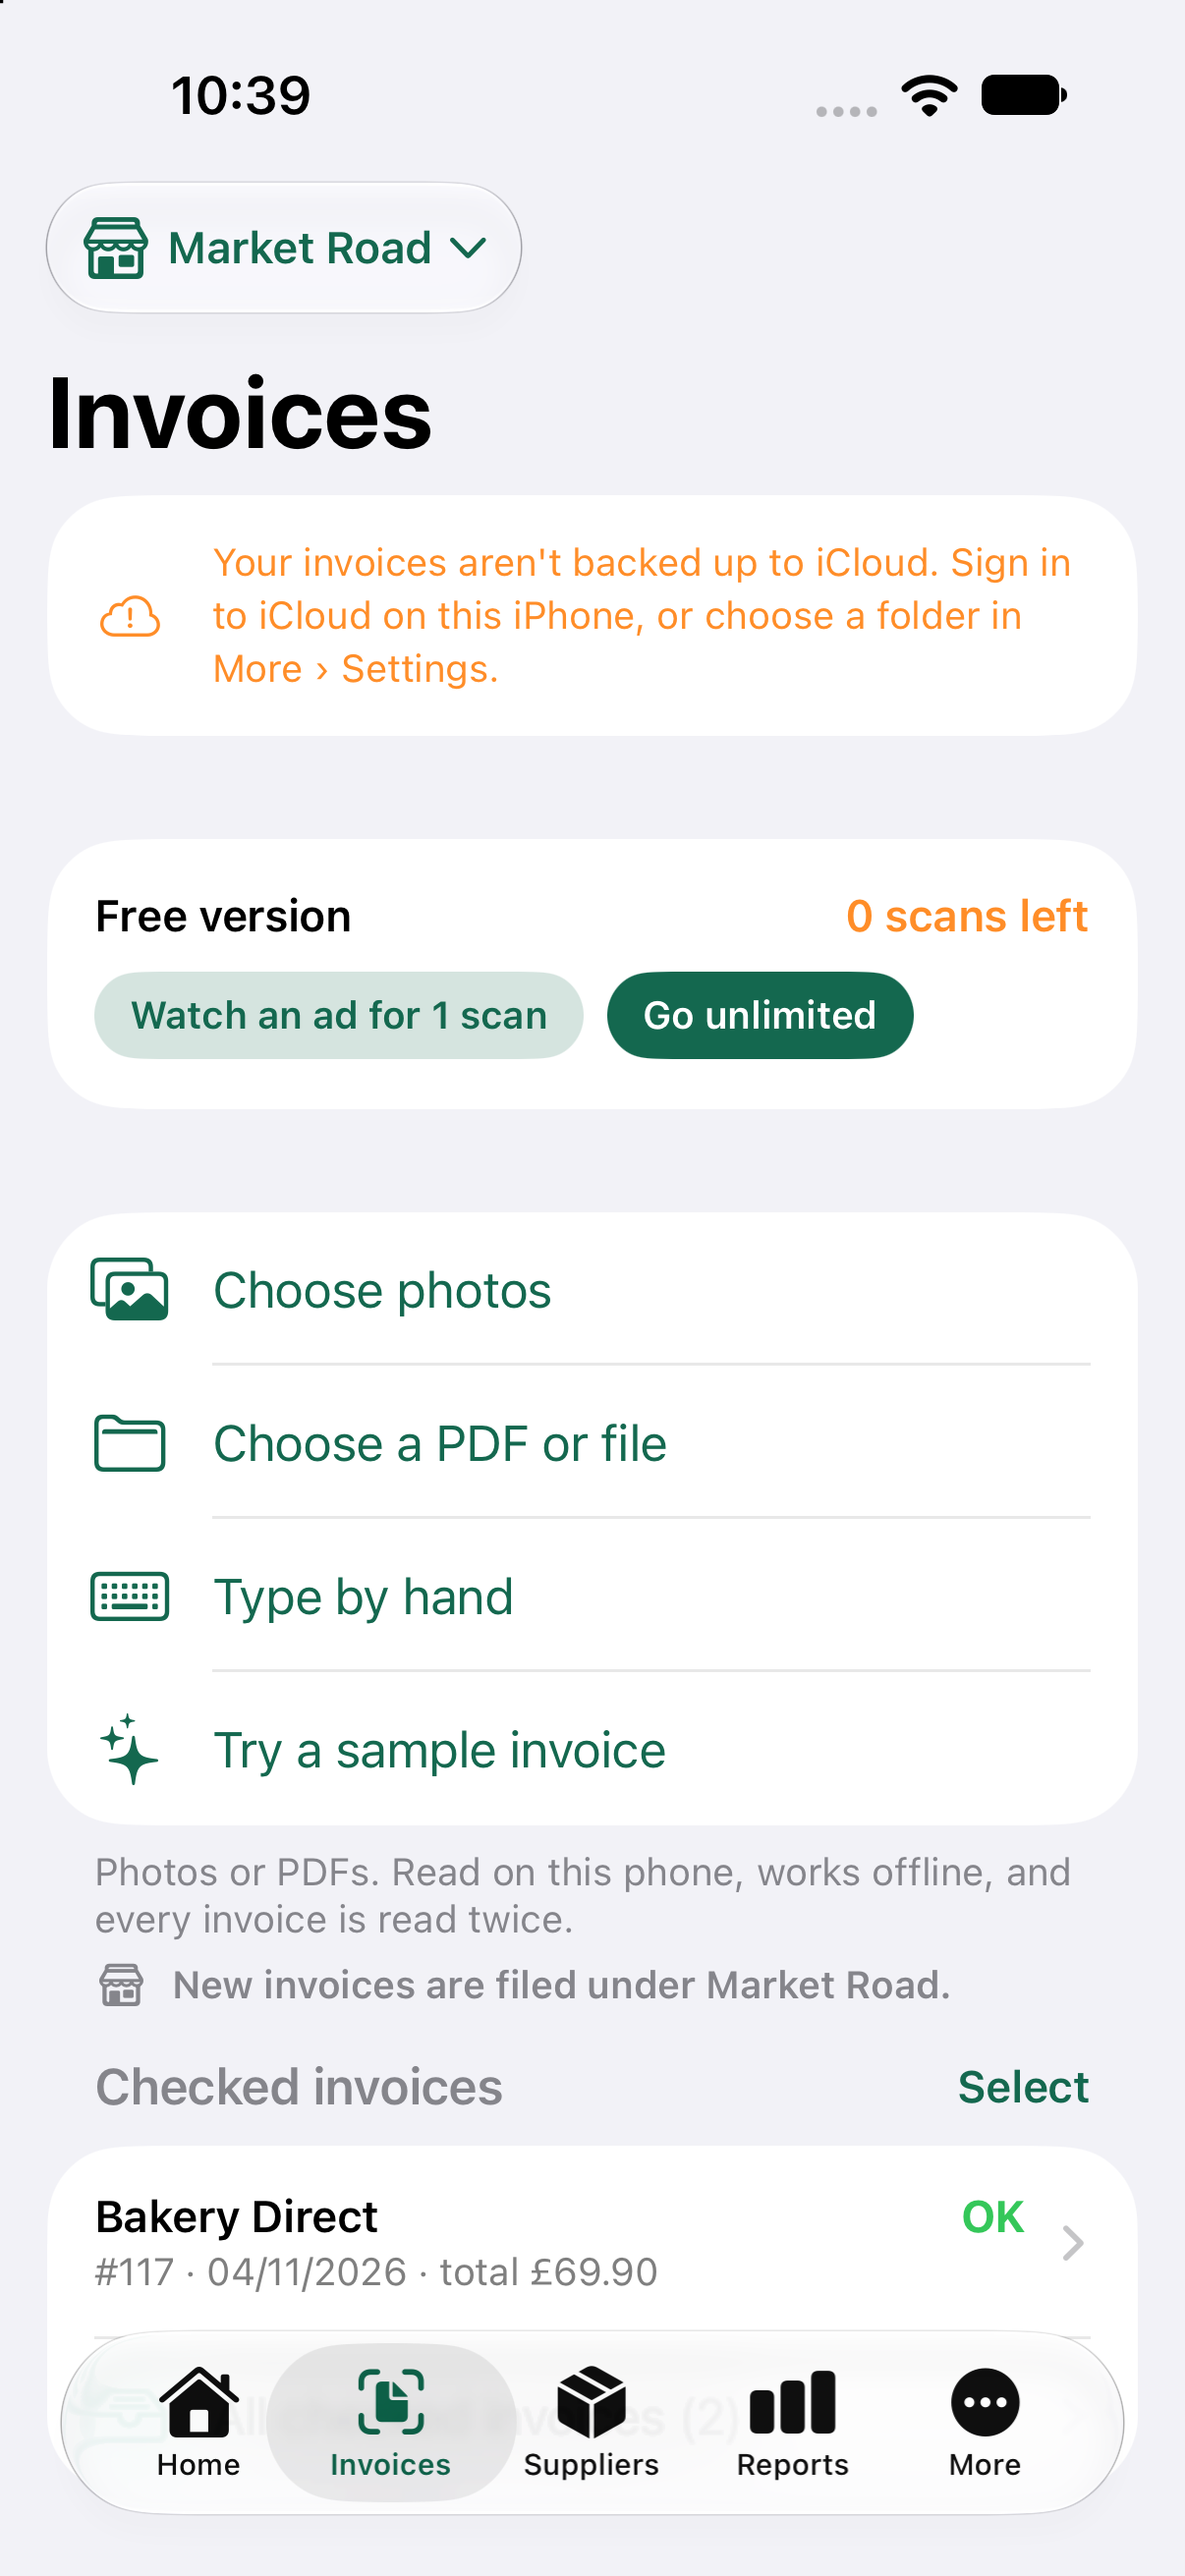 10:39
Market Road
Invoices
Your invoices aren't backed up to iCloud. Sign in
to iCloud on this iPhone, or choose a folder in
More › Settings.
Free version
0 scans left
Watch an ad for 1 scan
Go unlimited
Choose photos
Choose a PDF or file
Type by hand
Try a sample invoice
Photos or PDFs. Read on this phone, works offline, and
every invoice is read twice.
New invoices are filed under Market Road.
Checked invoices
Select
Bakery Direct
OK
#117 · 04/11/2026 · total £69.90
Home
Invoices
Suppliers
Reports
More